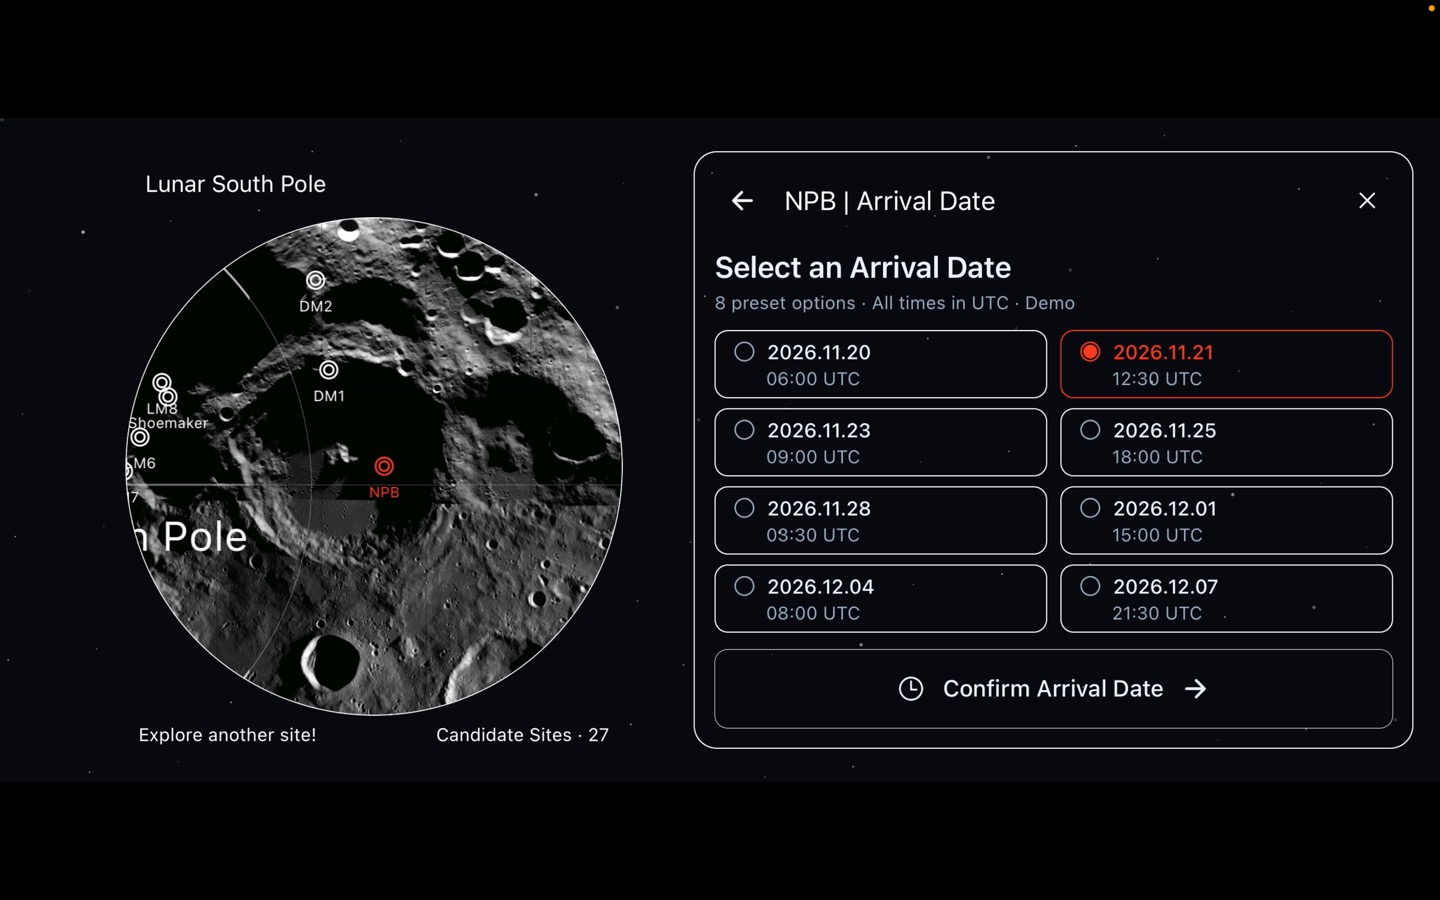 Lunar South Pole
DM2
DM1
LM8
Shoemaker
M6
17
NPB
n Pole
Explore another site!
Candidate Sites · 27
NPB | Arrival Date
Select an Arrival Date
8 preset options · All times in UTC · Demo
2026.11.20
06:00 UTC
2026.11.21
12:30 UTC
2026.11.23
09:00 UTC
2026.11.25
18:00 UTC
2026.11.28
03:30 UTC
2026.12.01
15:00 UTC
2026.12.04
08:00 UTC
2026.12.07
21:30 UTC
Confirm Arrival Date